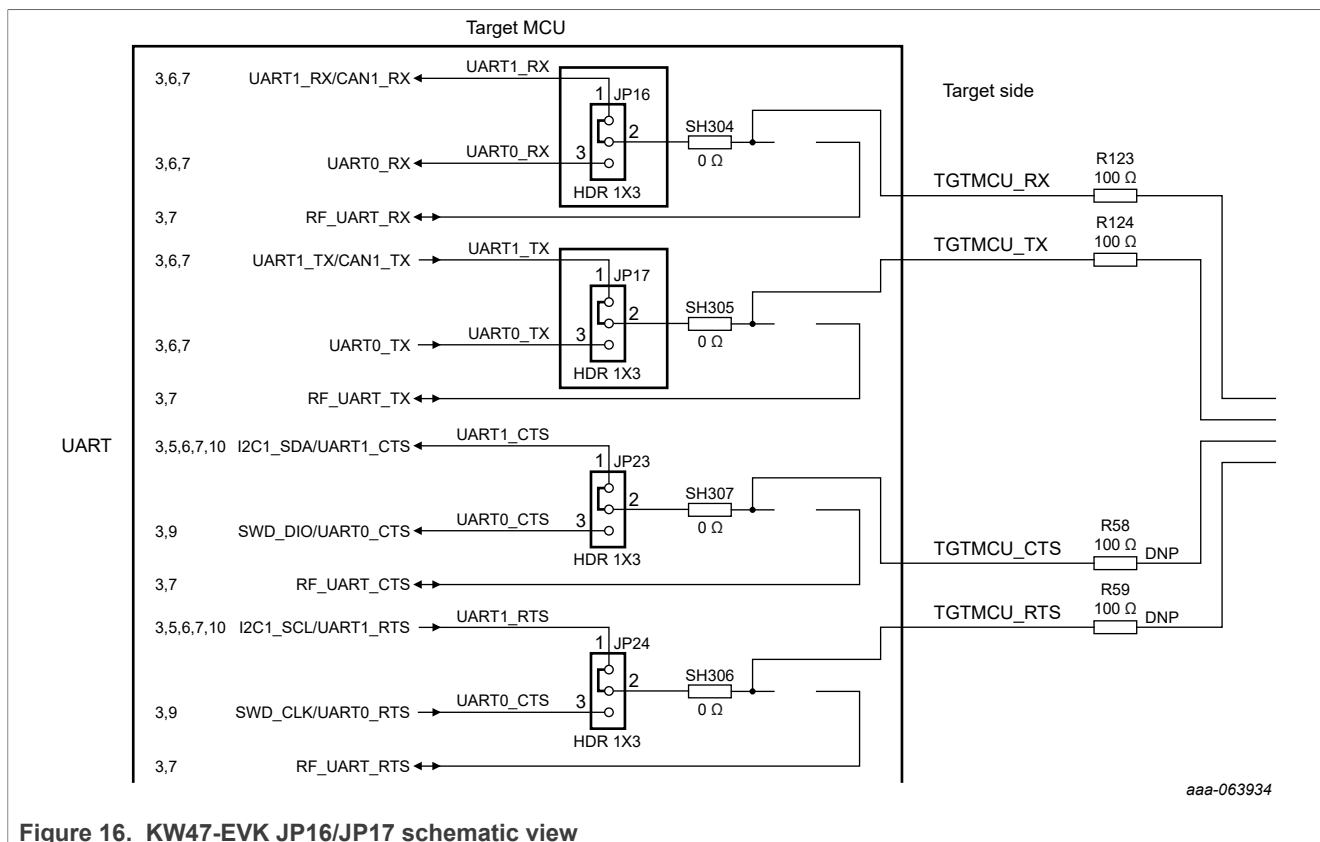 Target MCU
Target side
UART
3,6,7 UART1_RX/CAN1_RX UART1_RX
1 JP16
2
SH304
0 Ω
3,6,7 UART0_RX UART0_RX 3
HDR 1X3
TGTMCU_RX
R123
100 Ω
3,7 RF_UART_RX
3,6,7 UART1_TX/CAN1_TX UART1_TX
TGTMCU_TX
R124
100 Ω
1 JP17
2
SH305
0 Ω
3,6,7 UART0_TX UART0_TX 3
HDR 1X3
3,7 RF_UART_TX
3,5,6,7,10 I2C1_SDA/UART1_CTS UART1_CTS
1 JP23
2
SH307
0 Ω
3,9 SWD_DIO/UART0_CTS UART0_CTS 3
HDR 1X3
TGTMCU_CTS
R58
100 Ω
DNP
3,7 RF_UART_CTS
3,5,6,7,10 I2C1_SCL/UART1_RTS UART1_RTS
TGTMCU_RTS
R59
100 Ω
DNP
1 JP24
2
SH306
0 Ω
3,9 SWD_CLK/UART0_RTS UART0_CTS 3
HDR 1X3
3,7 RF_UART_RTS
aaa-063934
Figure 16. KW47-EVK JP16/JP17 schematic view